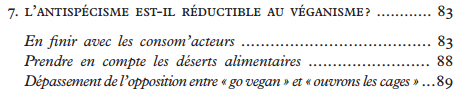 7. L'ANTISPÉCISME EST-IL RÉDUCTIBLE AU VÉGANISME ? ............ 83
En finir avec les consom'acteurs ................................... 83
Prendre en compte les déserts alimentaires ...................... 88
Dépassement de l'opposition entre « go vegan » et « ouvrons les cages » ...89